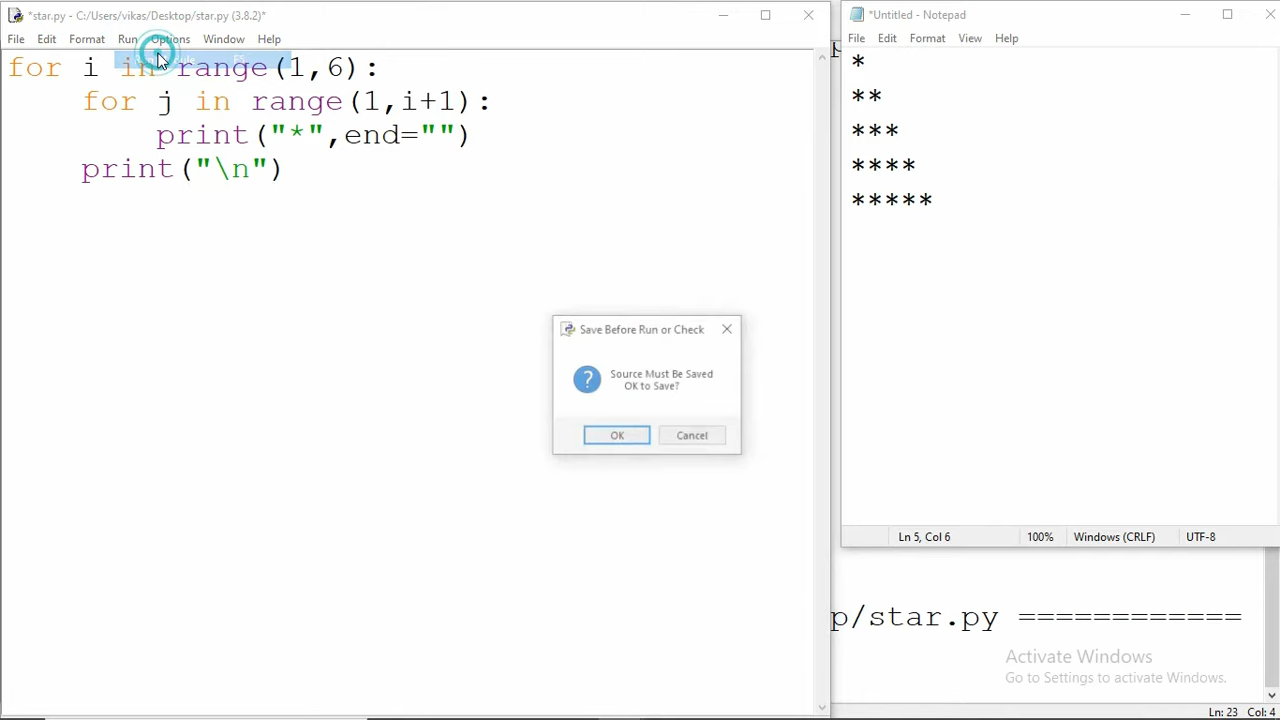 *star.py - C:/Users/vikas/Desktop/star.py (3.8.2)*
File Edit Format Run Options Window Help
for i in range(1,6):
    for j in range(1,i+1):
        print("*",end="")
    print("\n")
Save Before Run or Check
Source Must Be Saved
OK to Save?
OK Cancel
*Untitled - Notepad
File Edit Format View Help
*
**
***
****
*****
Ln 5, Col 6 100% Windows (CRLF) UTF-8
p/star.py ============
Activate Windows
Go to Settings to activate Windows.
Ln: 23 Col: 4